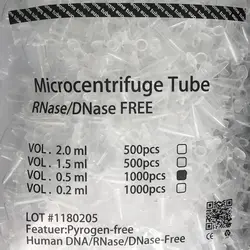 Microcentrifuge Tube
RNase/DNase FREE
VOL. 2.0 ml 500pcs
VOL. 1.5 ml 500pcs
VOL. 0.5 ml 1000pcs
VOL. 0.2 ml 1000pcs
LOT #1180205
Featuer:Pyrogen-free
Human DNA/RNase/DNase-Free